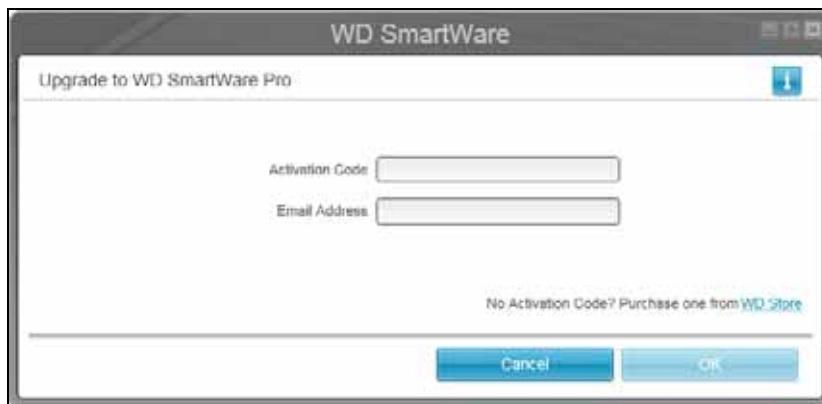 WD SmartWare
Upgrade to WD SmartWare Pro
Activation Code
Email Address
No Activation Code? Purchase one from WD Store
Cancel
OK